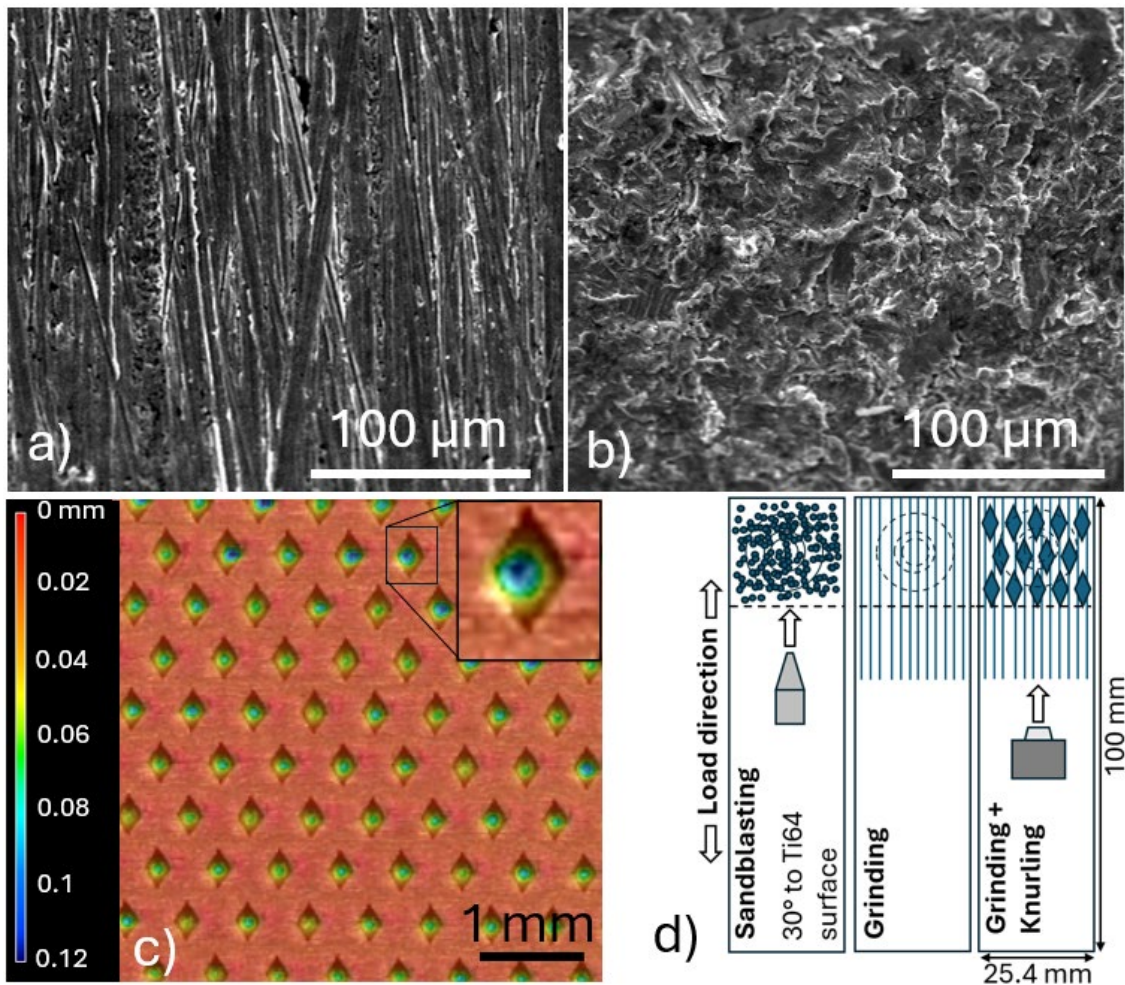 100 µm
a)
100 µm
b)
0 mm
0.02
0.04
0.06
0.08
0.1
0.12
1 mm
c)
Load direction
Sandblasting
30° to Ti64
surface
Grinding
Grinding +
Knurling
100 mm
25.4 mm
d)